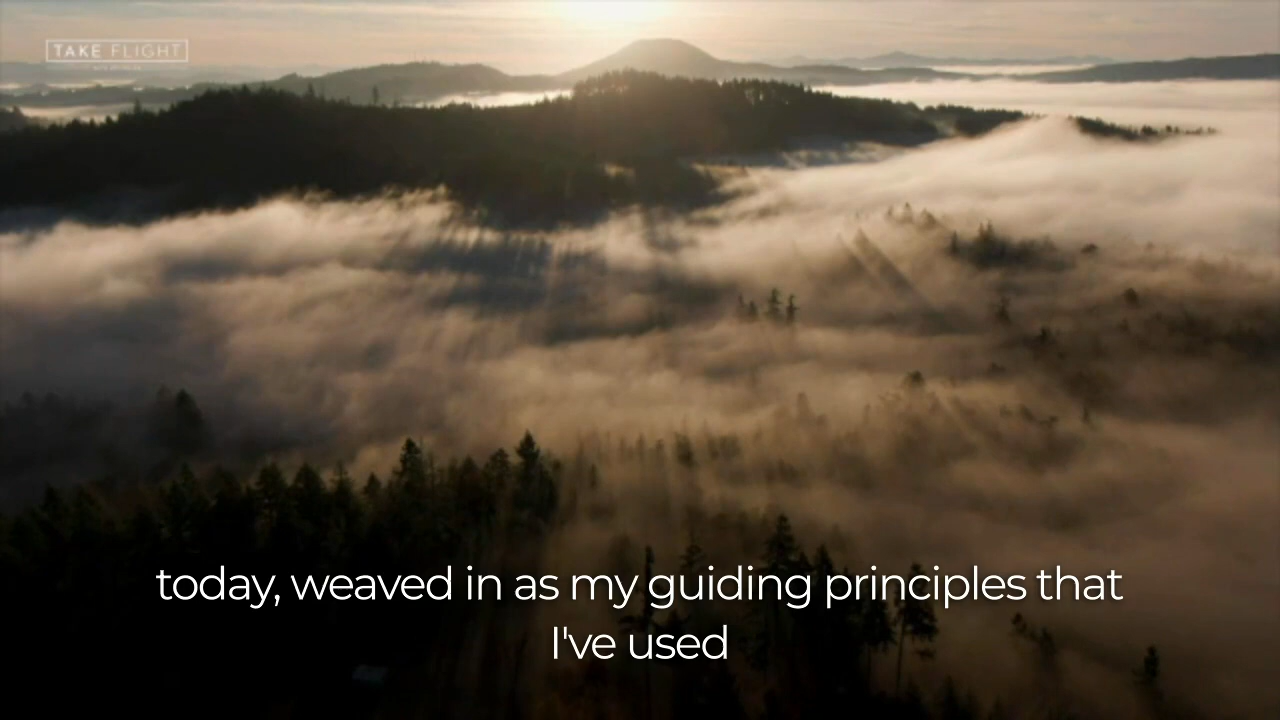 TAKE FLIGHT
today, weaved in as my guiding principles that
I've used